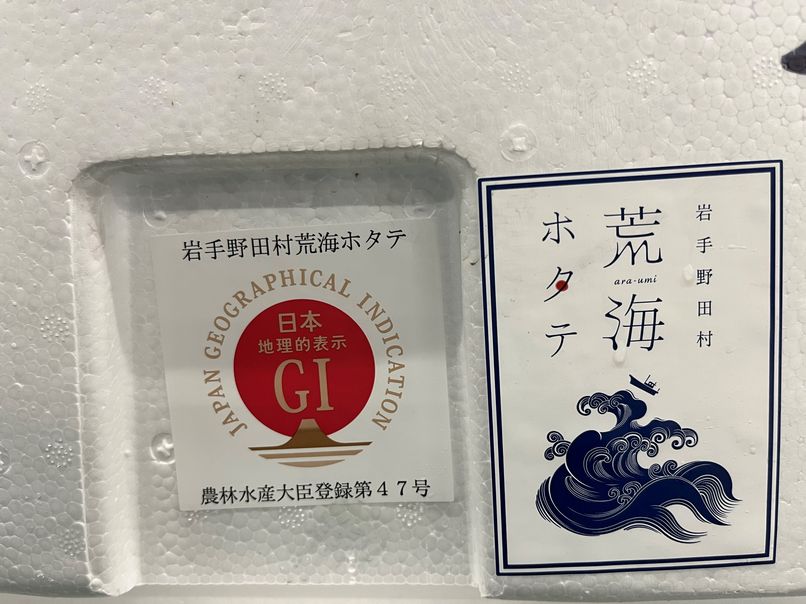 岩手野田村荒海ホタテ
JAPAN GEOGRAPHICAL INDICATION
日本
地理的表示
GI
農林水産大臣登録第４７号
岩手野田村
荒海
ara-umi
ホタテ